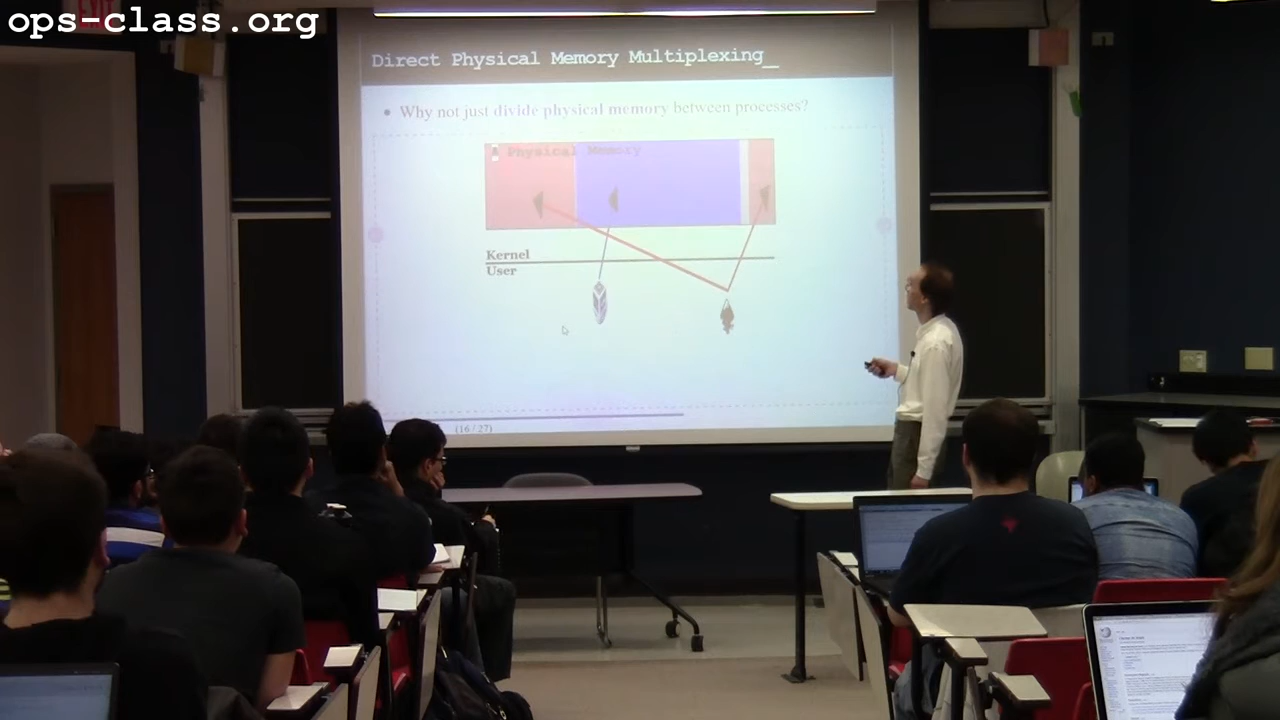 EXIT
ops-class.org
Direct Physical Memory Multiplexing_
• Why not just divide physical memory between processes?
Physical Memory
Kernel
User
(16 / 27)